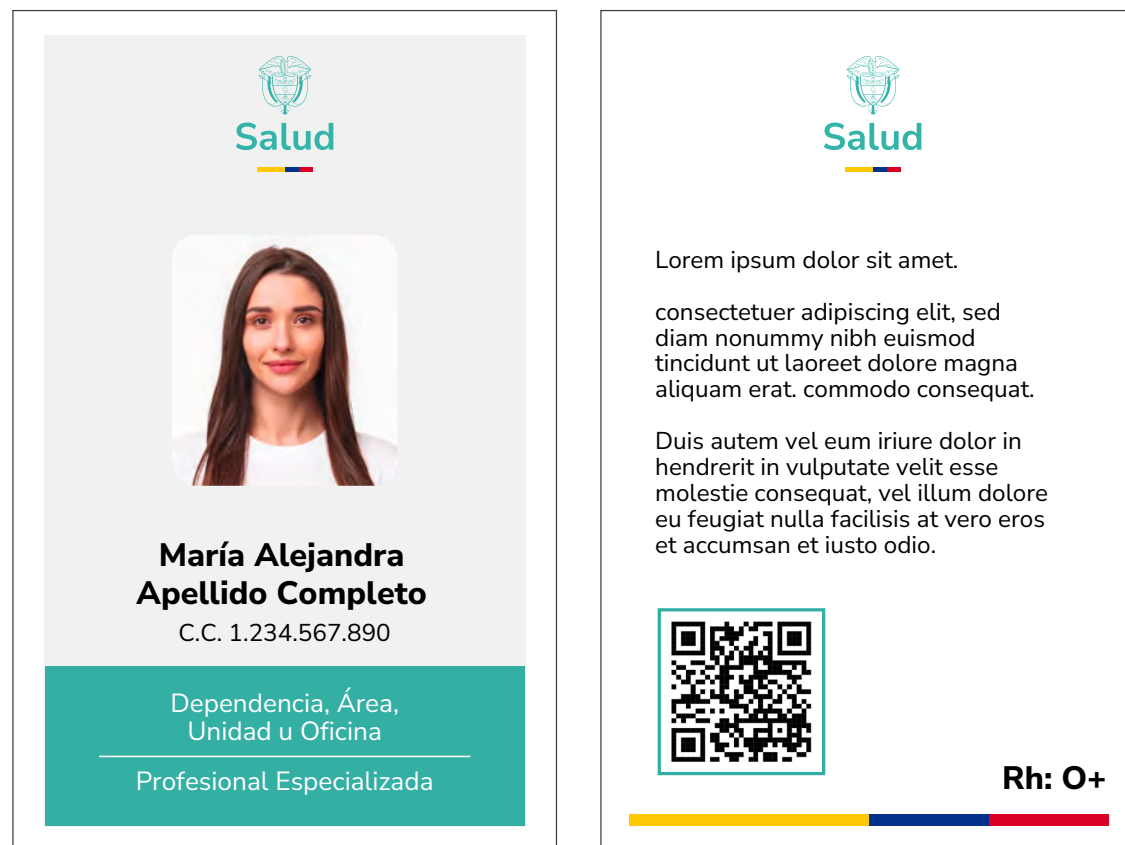 Salud
María Alejandra
Apellido Completo
C.C. 1.234.567.890
Dependencia, Área,
Unidad u Oficina
Profesional Especializada
Salud
Lorem ipsum dolor sit amet.
consectetuer adipiscing elit, sed
diam nonummy nibh euismod
tincidunt ut laoreet dolore magna
aliquam erat. commodo consequat.
Duis autem vel eum iriure dolor in
hendrerit in vulputate velit esse
molestie consequat, vel illum dolore
eu feugiat nulla facilisis at vero eros
et accumsan et iusto odio.
Rh: O+